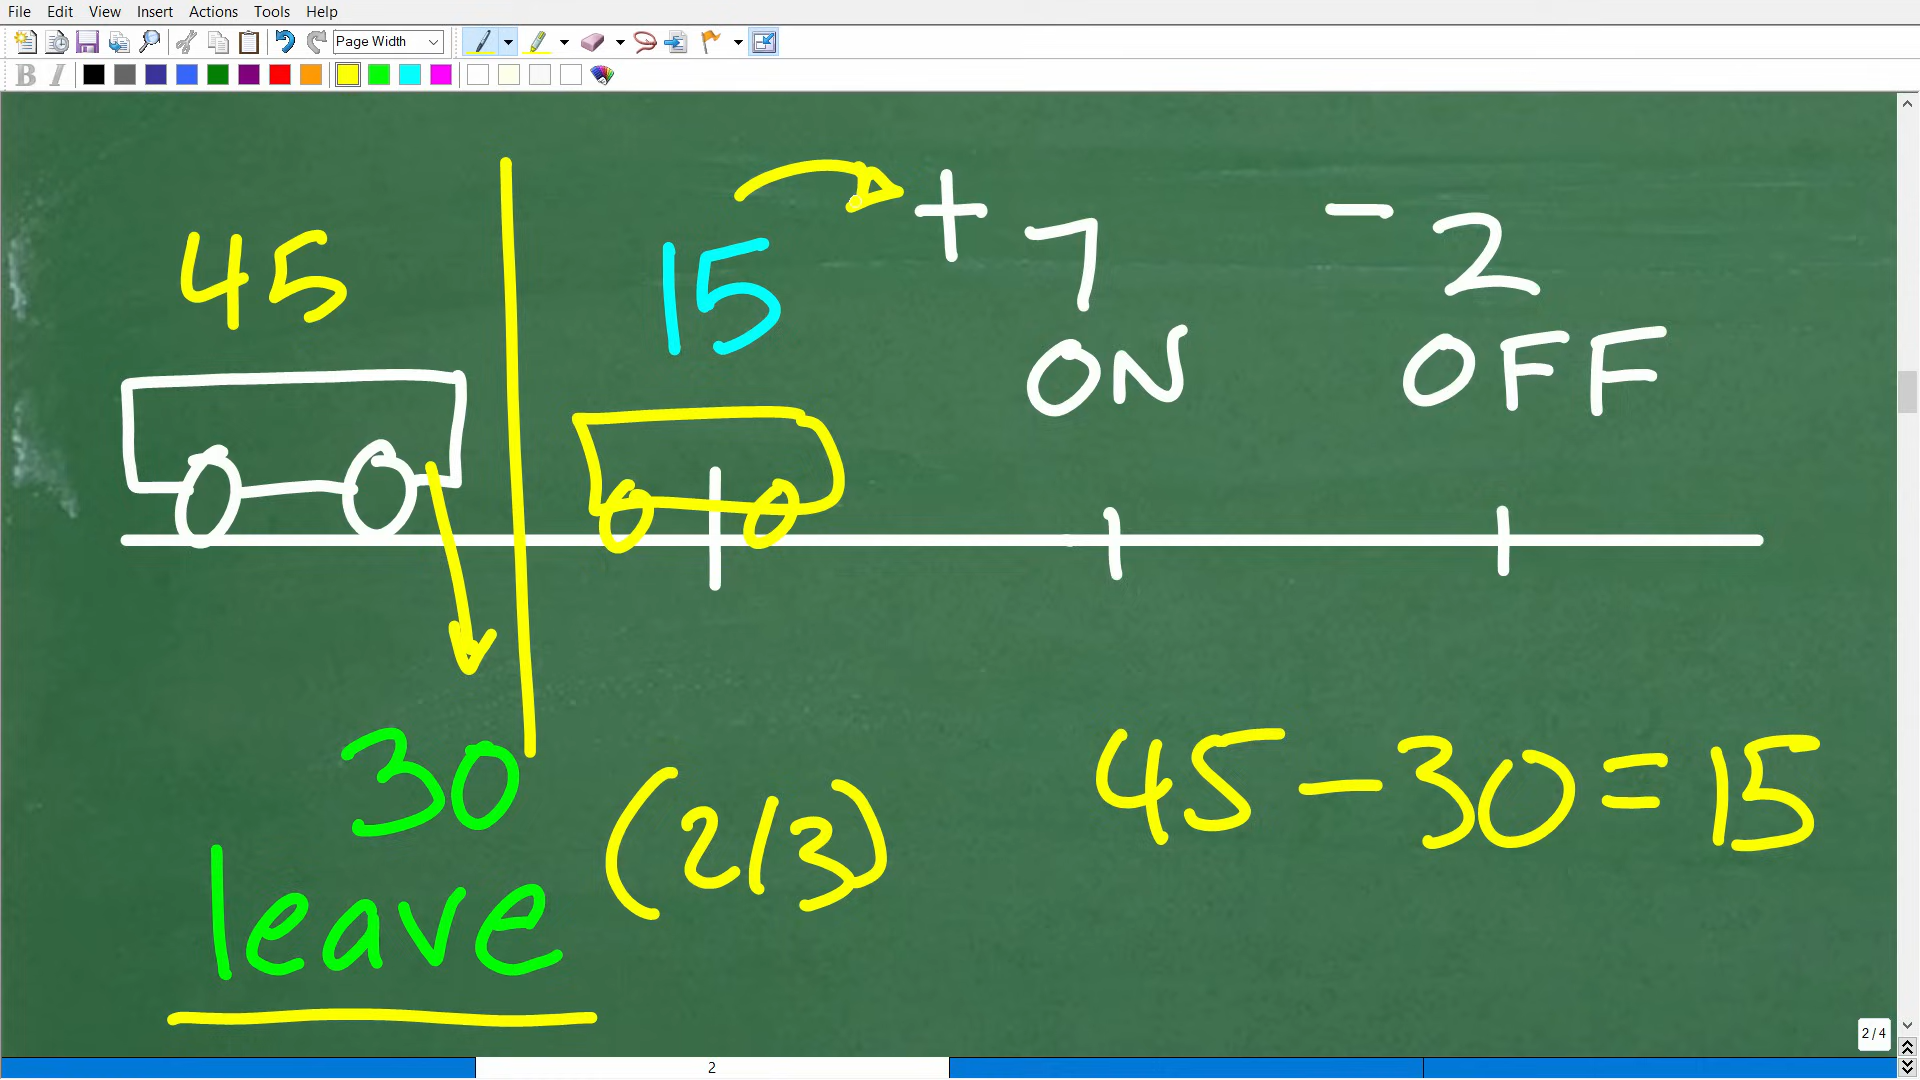 File Edit View Insert Actions Tools Help
Page Width
B I
45
15
+ 7
ON
- 2
OFF
30
leave
(2/3)
45-30=15
2 / 4
2